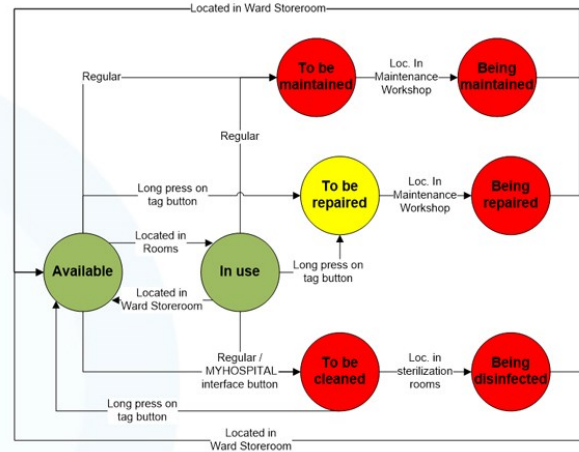 Located in Ward Storeroom
Regular
To be
maintained
Loc. In
Maintenance
Workshop
Being
maintained
Regular
Long press on
tag button
To be
repaired
Loc. In
Maintenance
Workshop
Being
repaired
Available
Located in
Rooms
In use
Long press on
tag button
Located in
Ward Storeroom
Regular /
MYHOSPITAL
interface button
To be
cleaned
Loc. in
sterilization
rooms
Being
disinfected
Long press on
tag button
Located in
Ward Storeroom